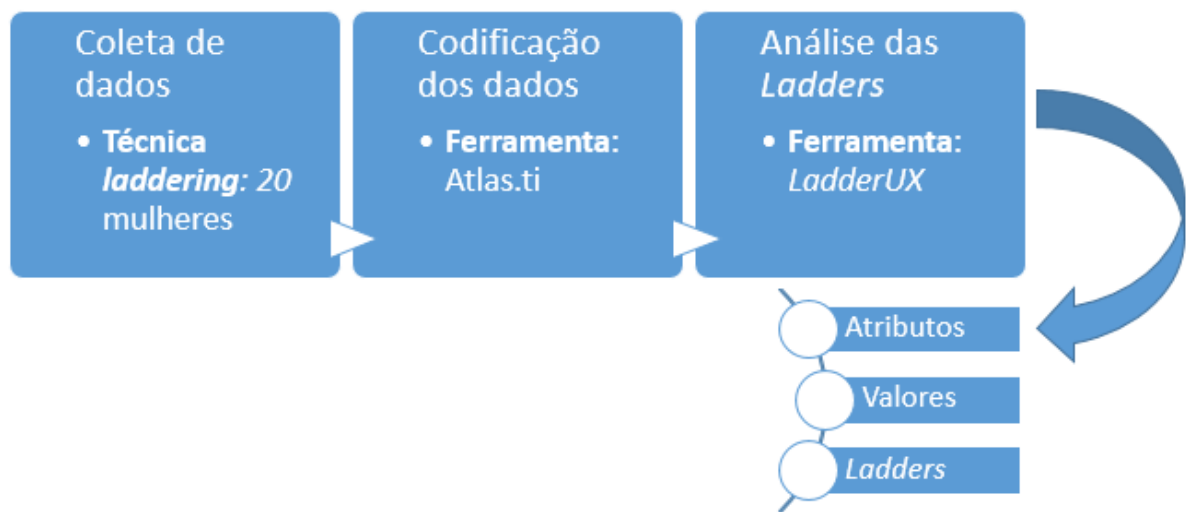 Coleta de
dados
• Técnica
laddering: 20
mulheres
Codificação
dos dados
• Ferramenta:
Atlas.ti
Análise das
Ladders
• Ferramenta:
LadderUX
Atributos
Valores
Ladders